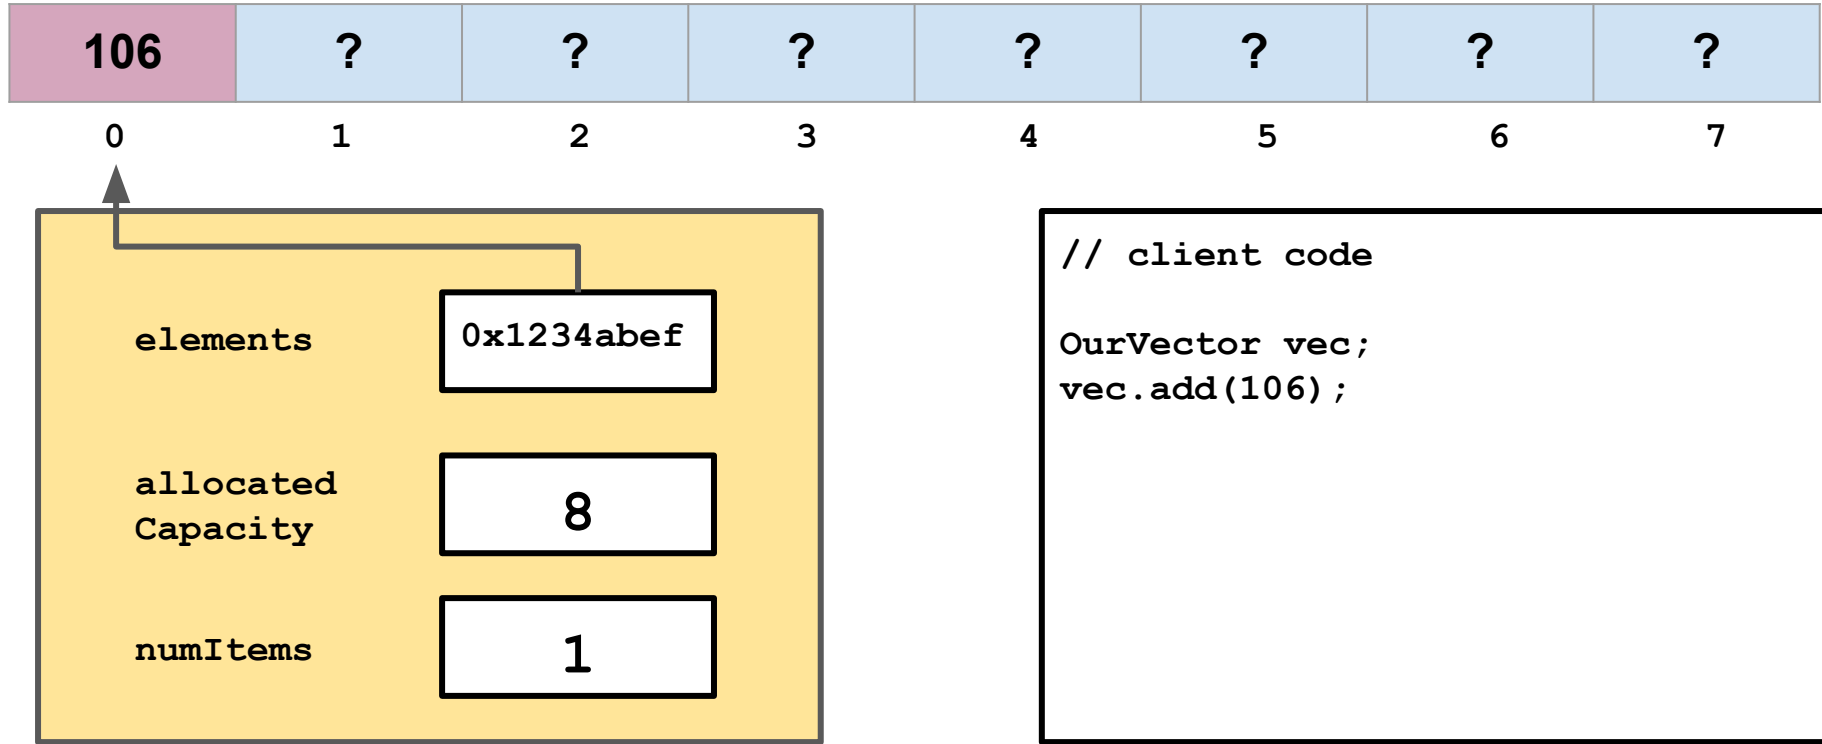 106 ? ? ? ? ? ? ?
0 1 2 3 4 5 6 7
elements 0x1234abef
allocated
Capacity 8
numItems 1
// client code
OurVector vec;
vec.add(106);